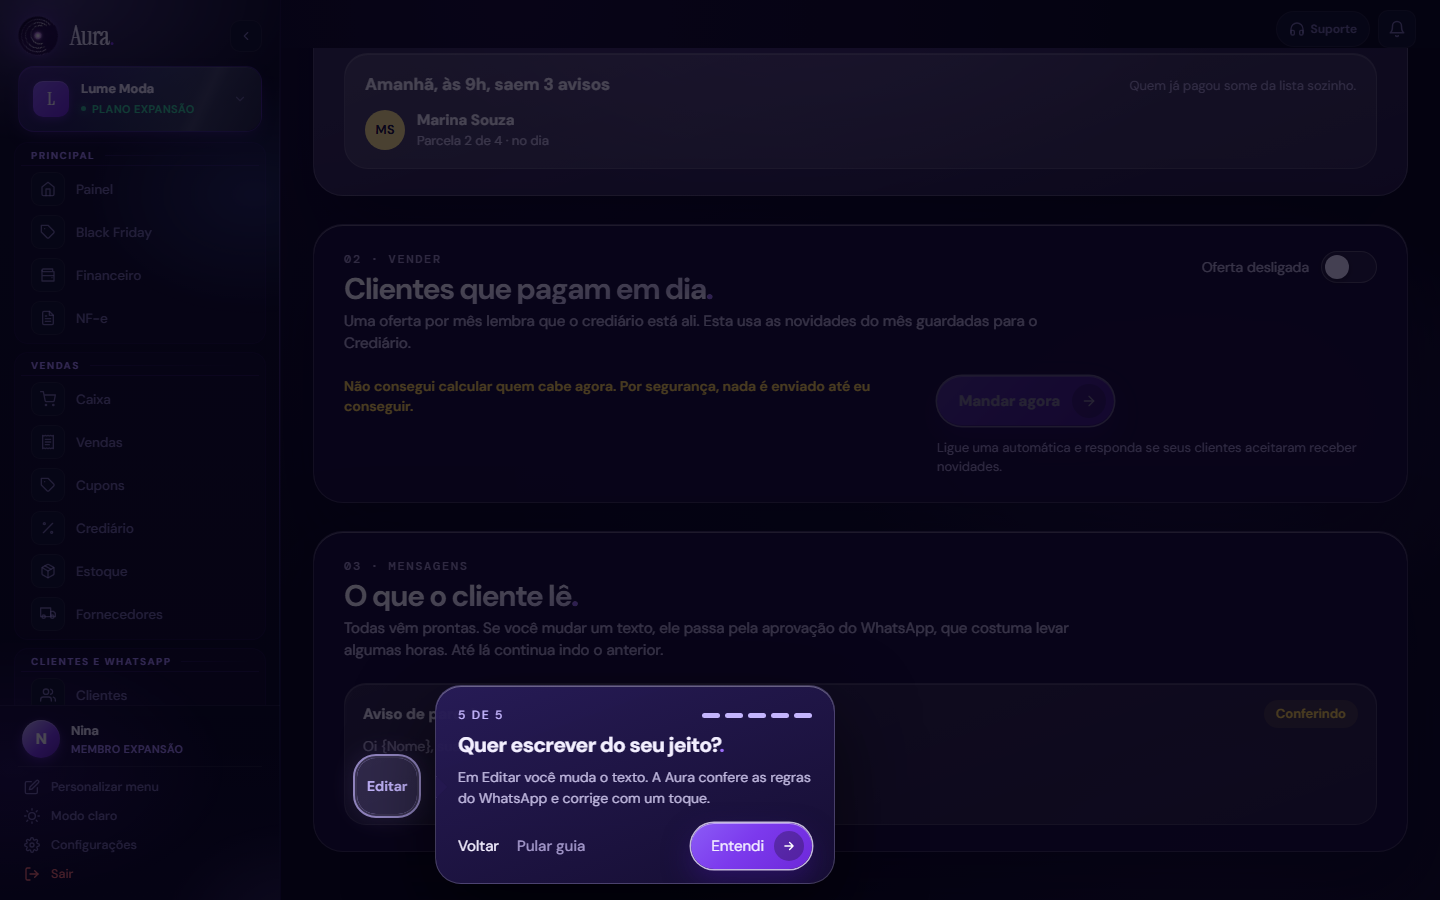 Aura.
Suporte
L
Lume Moda
PLANO EXPANSÃO
PRINCIPAL
Painel
Black Friday
Financeiro
NF-e
VENDAS
Caixa
Vendas
Cupons
Crediário
Estoque
Fornecedores
CLIENTES E WHATSAPP
Clientes
N
Nina
MEMBRO EXPANSÃO
Personalizar menu
Modo claro
Configurações
Sair
Amanhã, às 9h, saem 3 avisos
Quem já pagou some da lista sozinho.
MS
Marina Souza
Parcela 2 de 4 · no dia
02 · VENDER
Clientes que pagam em dia.
Oferta desligada
Uma oferta por mês lembra que o crediário está ali. Esta usa as novidades do mês guardadas para o
Crediário.
Não consegui calcular quem cabe agora. Por segurança, nada é enviado até eu
conseguir.
Mandar agora
Ligue uma automática e responda se seus clientes aceitaram receber
novidades.
03 · MENSAGENS
O que o cliente lê.
Todas vêm prontas. Se você mudar um texto, ele passa pela aprovação do WhatsApp, que costuma levar
algumas horas. Até lá continua indo o anterior.
Aviso de
Conferindo
Oi {Nome},
Editar
5 DE 5
Quer escrever do seu jeito?.
Em Editar você muda o texto. A Aura confere as regras
do WhatsApp e corrige com um toque.
Voltar
Pular guia
Entendi